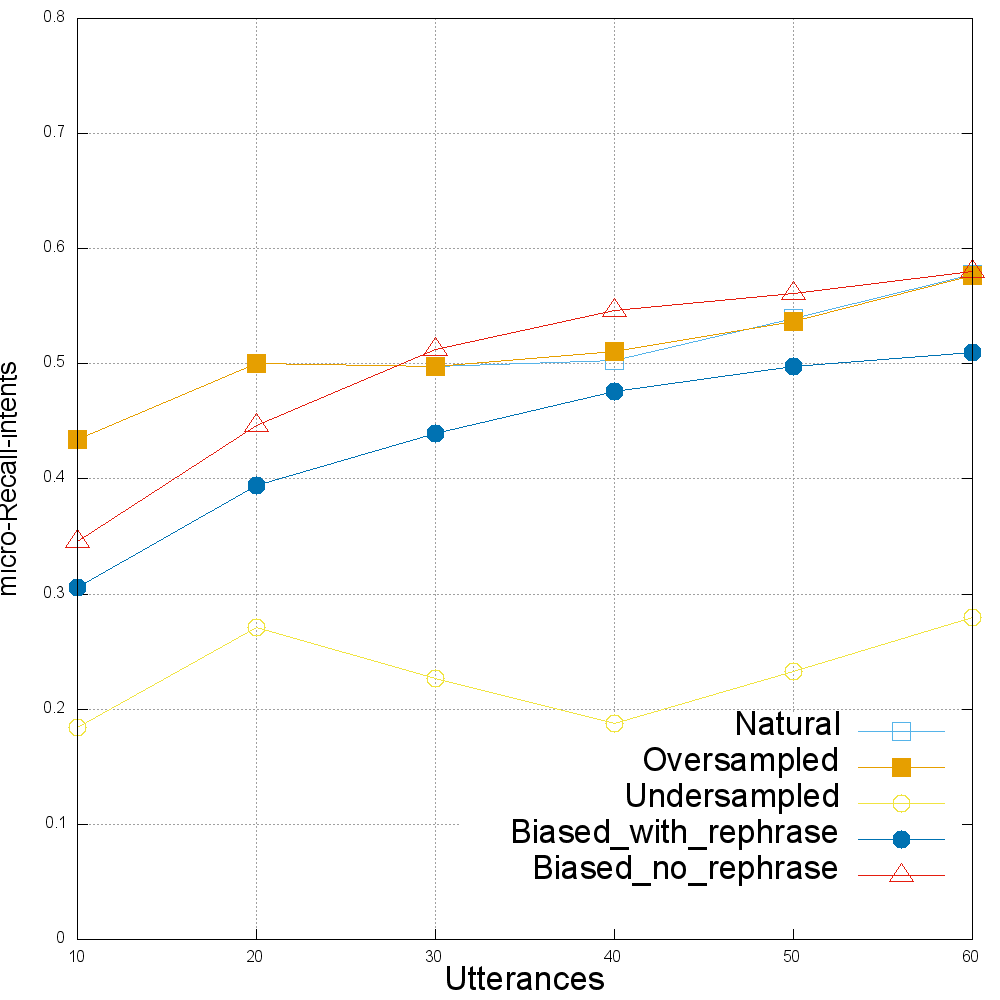 0.8
0.7
0.6
0.5
0.4
0.3
0.2
0.1
0
micro-Recall-intents
Natural
Oversampled
Undersampled
Biased_with_rephrase
Biased_no_rephrase
10 20 30 40 50 60
Utterances